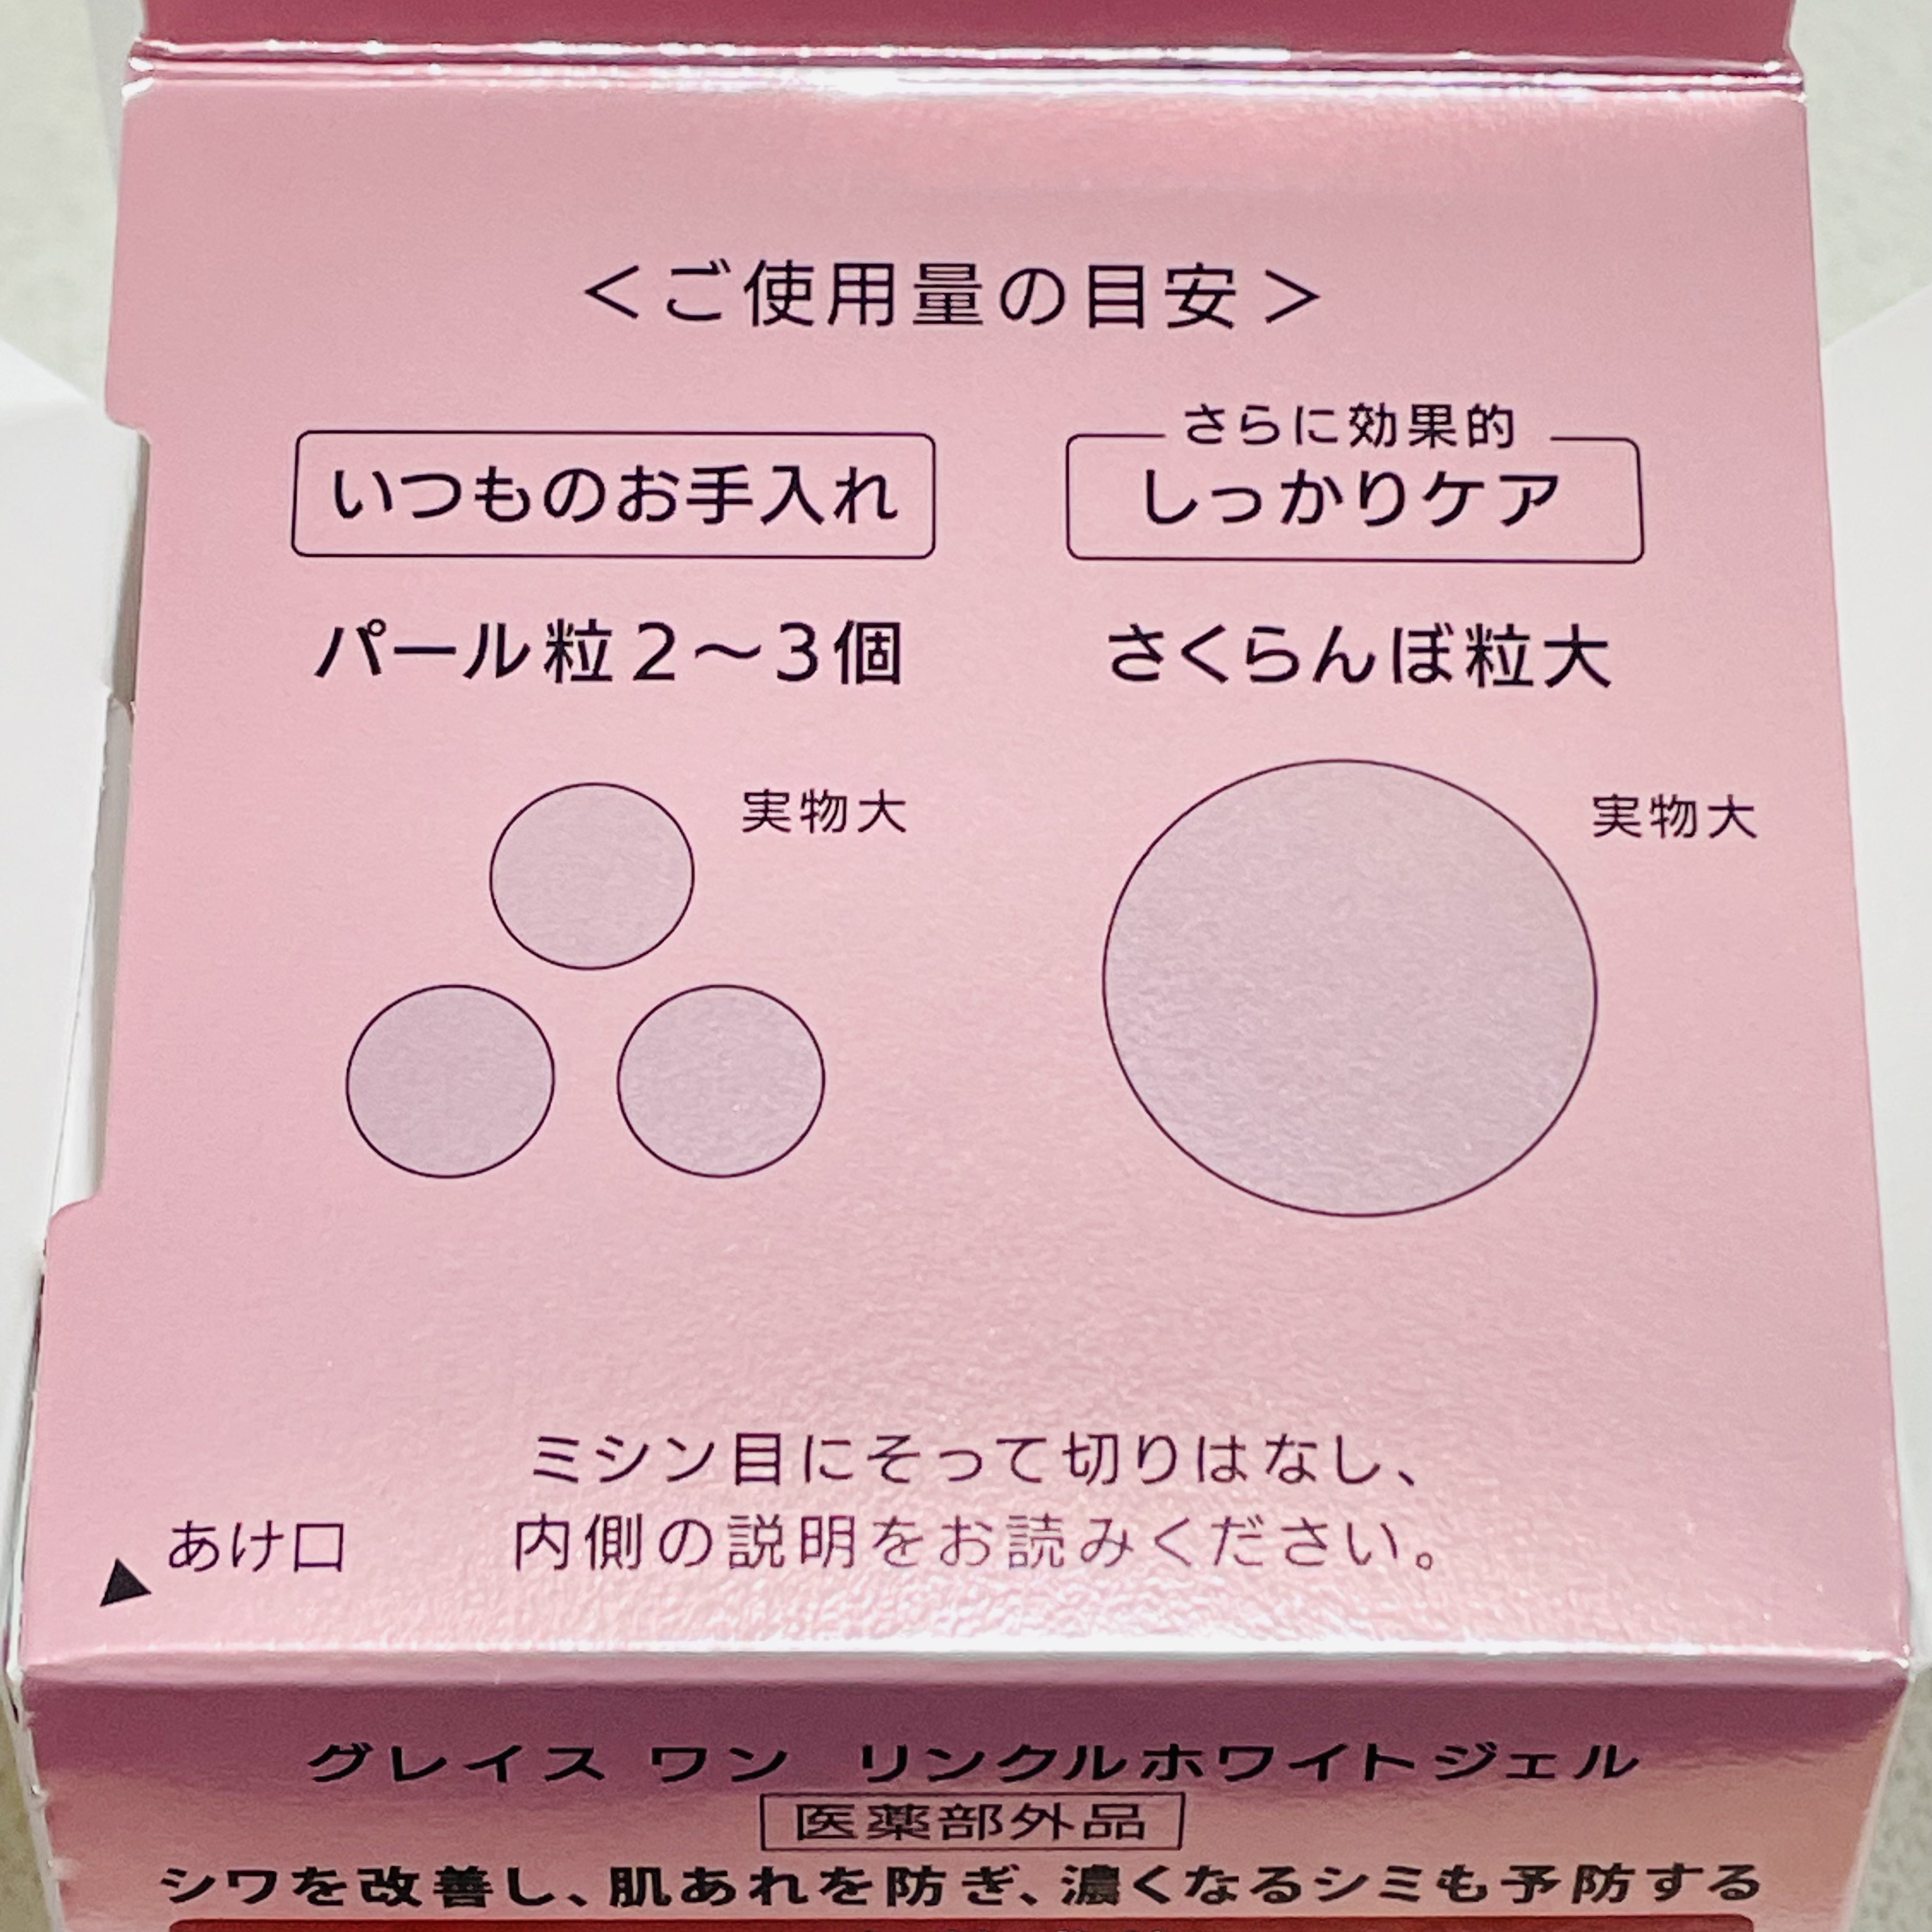 ＜ご使用量の目安＞
いつものお手入れ
さらに効果的
しっかりケア
パール粒2〜3個
さくらんぼ粒大
実物大
実物大
ミシン目にそって切りはなし、
内側の説明をお読みください。
あけ口
グレイス ワン リンクルホワイトジェル
医薬部外品
シワを改善し、肌あれを防ぎ、濃くなるシミも予防する